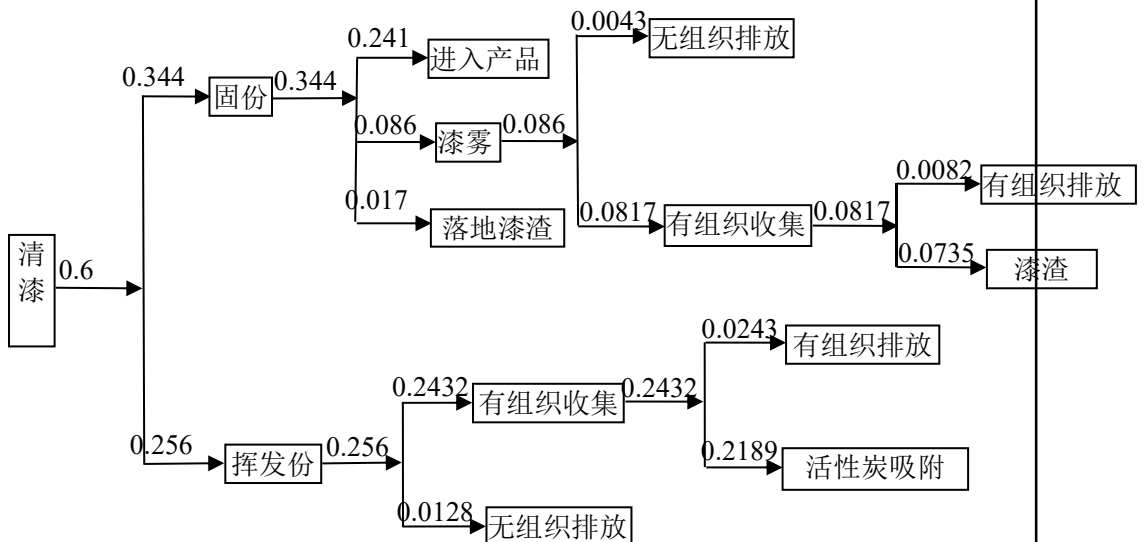 0.0043
无组织排放
0.241
进入产品
0.344
固份
0.344
0.086
漆雾
0.086
0.0082
有组织排放
0.017
落地漆渣
0.0817
有组织收集
0.0817
0.0735
漆渣
清
漆
0.6
0.0243
有组织排放
0.2432
有组织收集
0.2432
0.256
挥发份
0.256
0.2189
活性炭吸附
0.0128
无组织排放